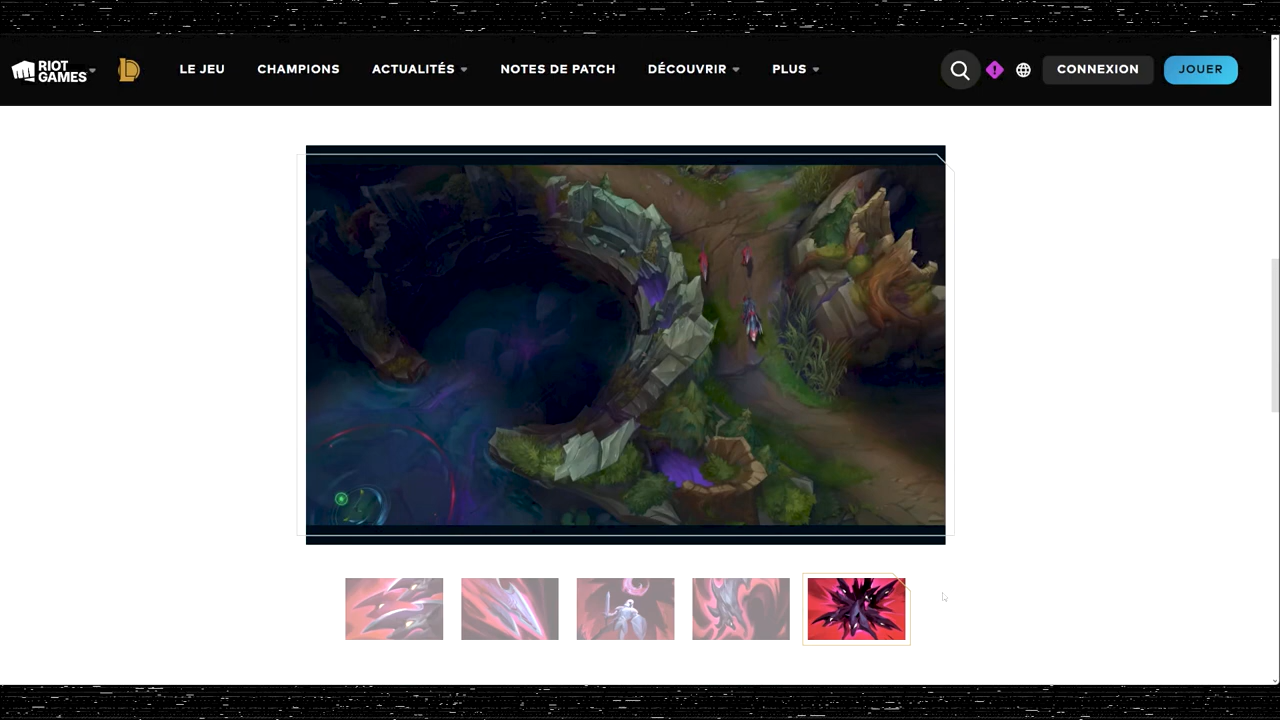 RIOT GAMES
LE JEU CHAMPIONS ACTUALITÉS NOTES DE PATCH DÉCOUVRIR PLUS CONNEXION JOUER